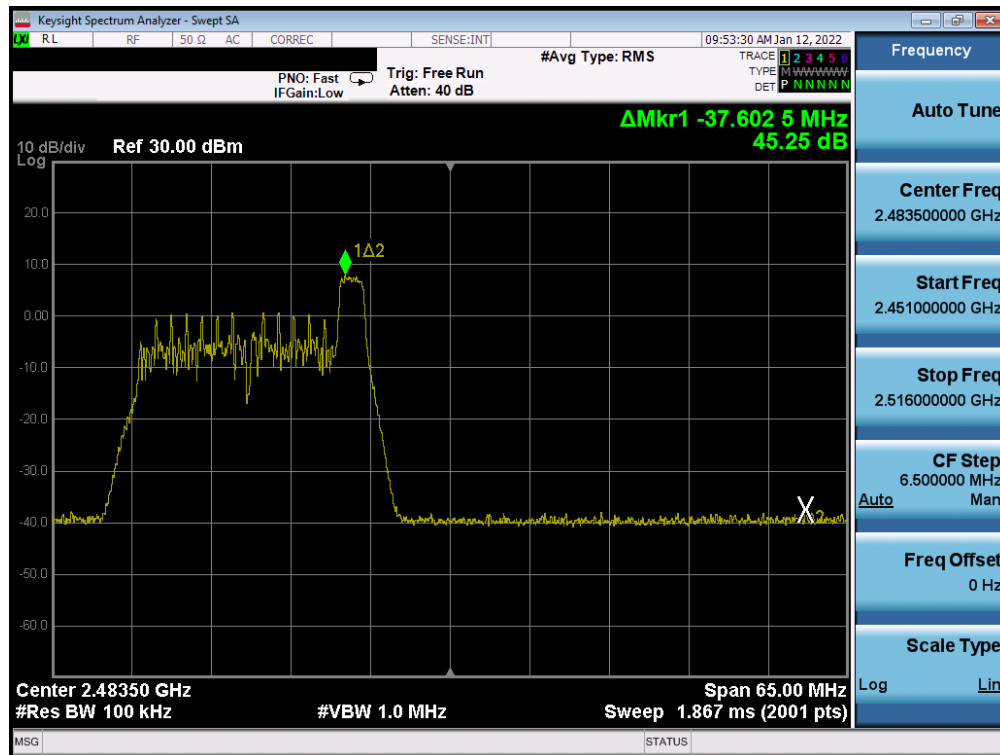 Keysight Spectrum Analyzer - Swept SA
LXI RL RF 50 Ω AC CORREC SENSE:INT 09:53:30 AM Jan 12, 2022
#Avg Type: RMS TRACE 1 2 3 4 5 6
PNO: Fast Trig: Free Run TYPE M WWWWW
IFGain:Low Atten: 40 dB DET P N N N N N
ΔMkr1 -37.602 5 MHz
45.25 dB
10 dB/div Ref 30.00 dBm
Log
20.0
10.0
0.00
-10.0
-20.0
-30.0
-40.0
-50.0
-60.0
1Δ2
X2
Center 2.48350 GHz Span 65.00 MHz
#Res BW 100 kHz #VBW 1.0 MHz Sweep 1.867 ms (2001 pts)
MSG STATUS
Frequency
Auto Tune
Center Freq
2.483500000 GHz
Start Freq
2.451000000 GHz
Stop Freq
2.516000000 GHz
CF Step
6.500000 MHz
Auto Man
Freq Offset
0 Hz
Scale Type
Log Lin